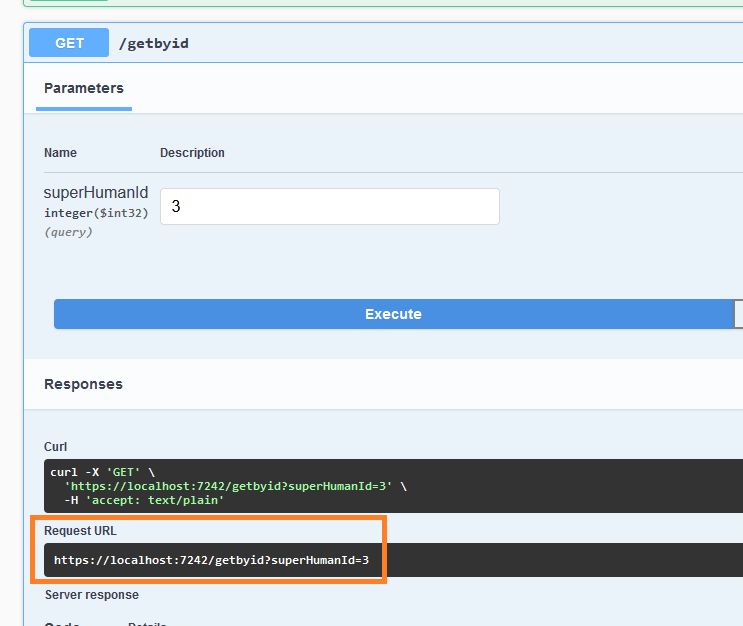 GET /getbyid
Parameters
Name Description
superHumanId 3
integer($int32)
(query)
Execute
Responses
Curl
curl -X 'GET' \
'https://localhost:7242/getbyid?superHumanId=3' \
-H 'accept: text/plain'
Request URL
https://localhost:7242/getbyid?superHumanId=3
Server response
Code Details